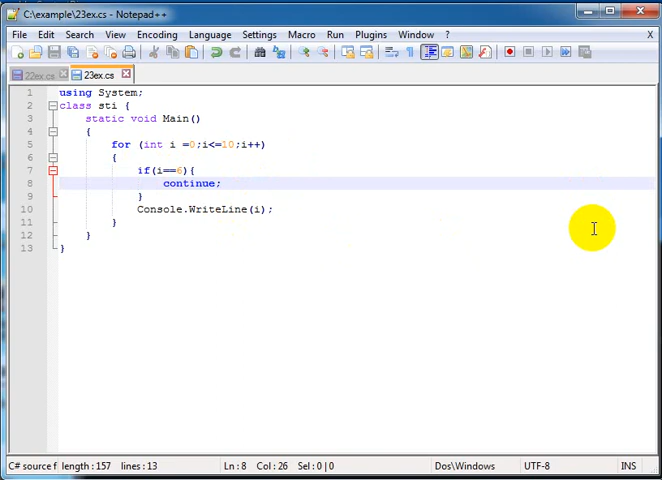 C:\example\23ex.cs - Notepad++
File Edit Search View Encoding Language Settings Macro Run Plugins Window ? X
22ex.cs 23ex.cs
1 using System;
2 class sti {
3 static void Main()
4 {
5 for (int i =0;i<=10;i++)
6 {
7 if(i==6){
8 continue;
9 }
10 Console.WriteLine(i);
11 }
12 }
13 }
C# source f length : 157 lines : 13 Ln : 8 Col : 26 Sel : 0 | 0 Dos\Windows UTF-8 INS